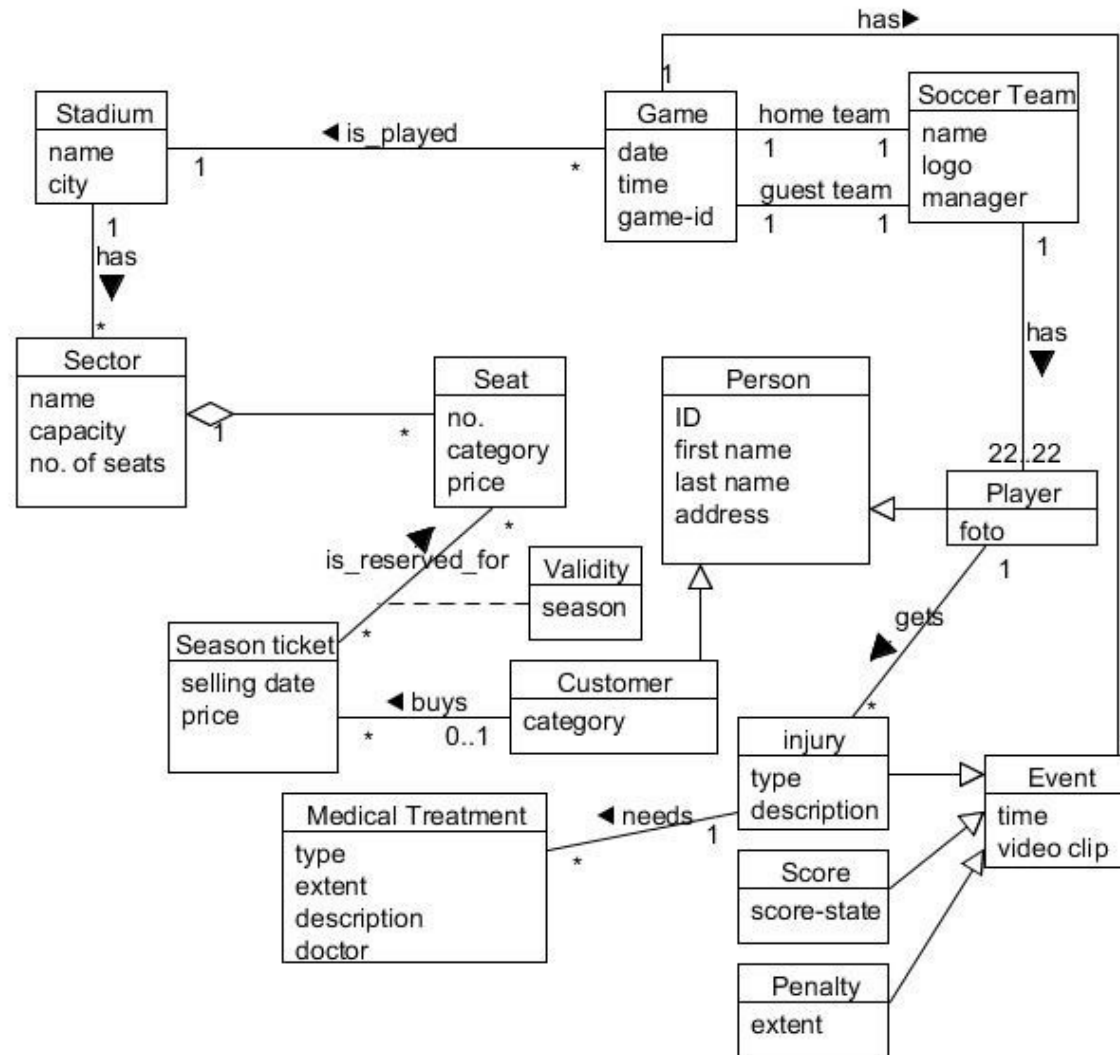 has
1
Stadium
name
city
is_played
1
*
Game
date
time
game-id
home team
1
1
guest team
1
1
Soccer Team
name
logo
manager
1
has
*
1
has
22..22
Sector
name
capacity
no. of seats
1
*
Seat
no.
category
price
*
Person
ID
first name
last name
address
Player
foto
1
is_reserved_for
Validity
season
*
Season ticket
selling date
price
buys
*
0..1
Customer
category
gets
*
injury
type
description
Event
time
video clip
Medical Treatment
type
extent
description
doctor
needs
*
1
Score
score-state
Penalty
extent